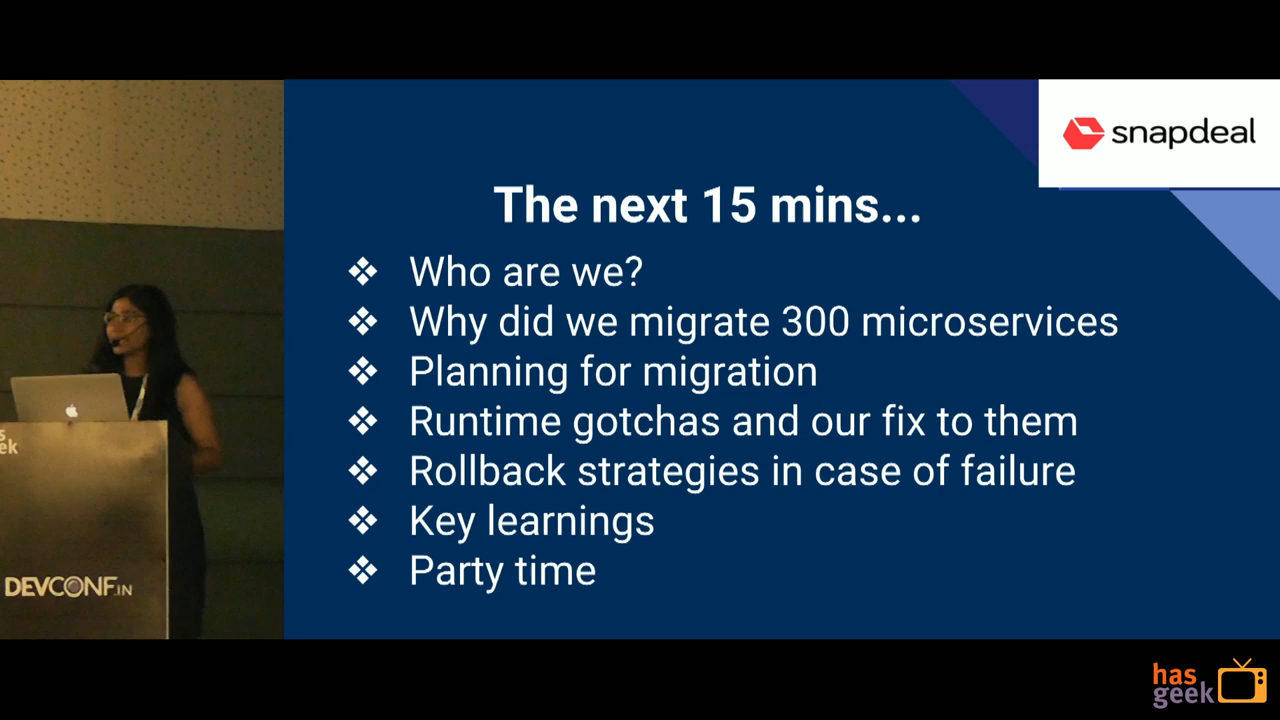 snapdeal
The next 15 mins...
❖ Who are we?
❖ Why did we migrate 300 microservices
❖ Planning for migration
❖ Runtime gotchas and our fix to them
❖ Rollback strategies in case of failure
❖ Key learnings
❖ Party time
s
ek
DEVCONF.IN
has
geek